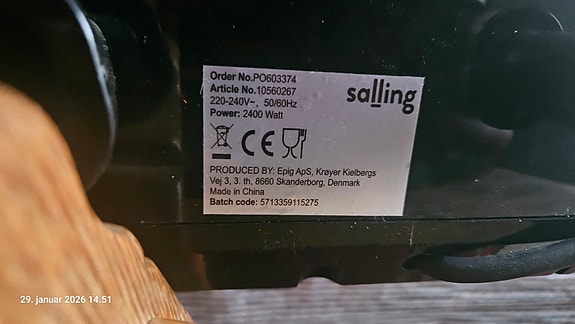 Order No.PO603374
Article No.10560267
220-240V~, 50/60Hz
Power: 2400 Watt
salling
CE
PRODUCED BY: Epig ApS, Krøyer Kielbergs
Vej 3, 3. th, 8660 Skanderborg, Denmark
Made in China
Batch code: 5713359115275
29. januar 2026 14.51